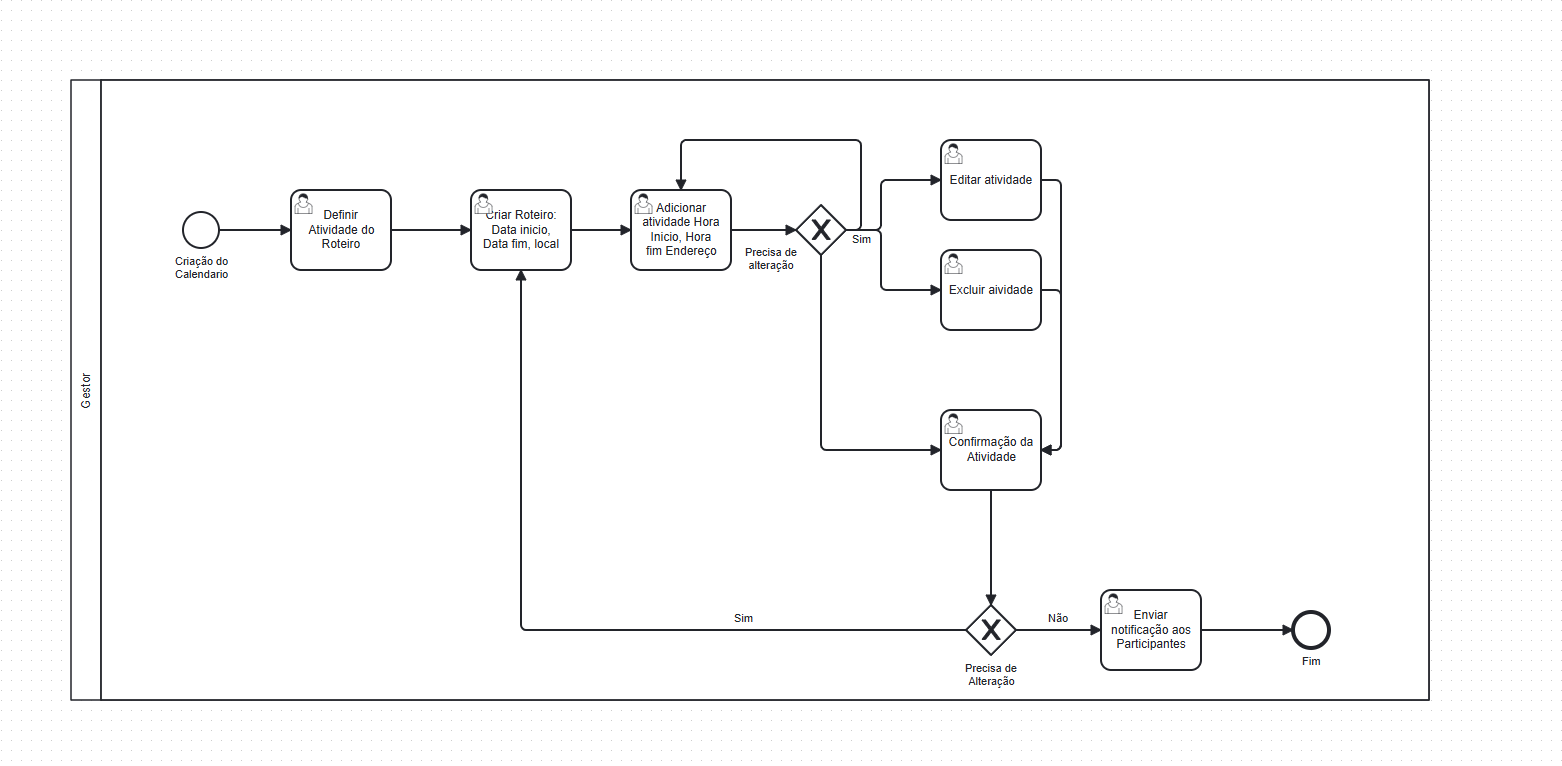 Gestor
Criação do
Calendario
Definir
Atividade do
Roteiro
Criar Roteiro:
Data inicio,
Data fim, local
Adicionar
atividade Hora
Inicio, Hora
fim Endereço
Precisa de
alteração
Sim
Editar atividade
Excluir aividade
Confirmação da
Atividade
Sim
Precisa de
Alteração
Não
Enviar
notificação aos
Participantes
Fim